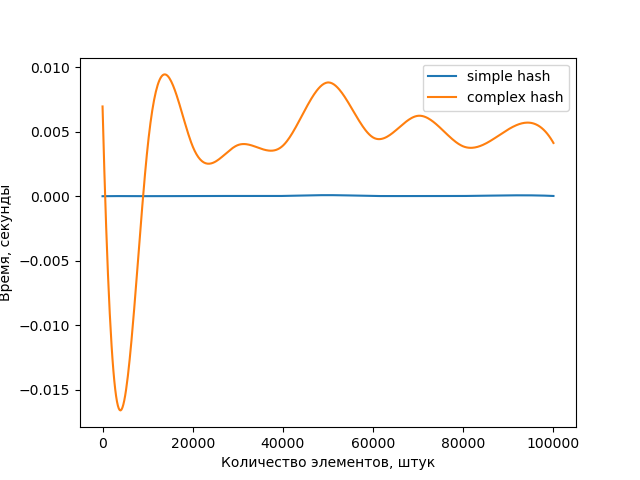 simple hash
complex hash
0.010
0.005
0.000
−0.005
−0.010
−0.015
Время, секунды
0 20000 40000 60000 80000 100000
Количество элементов, штук